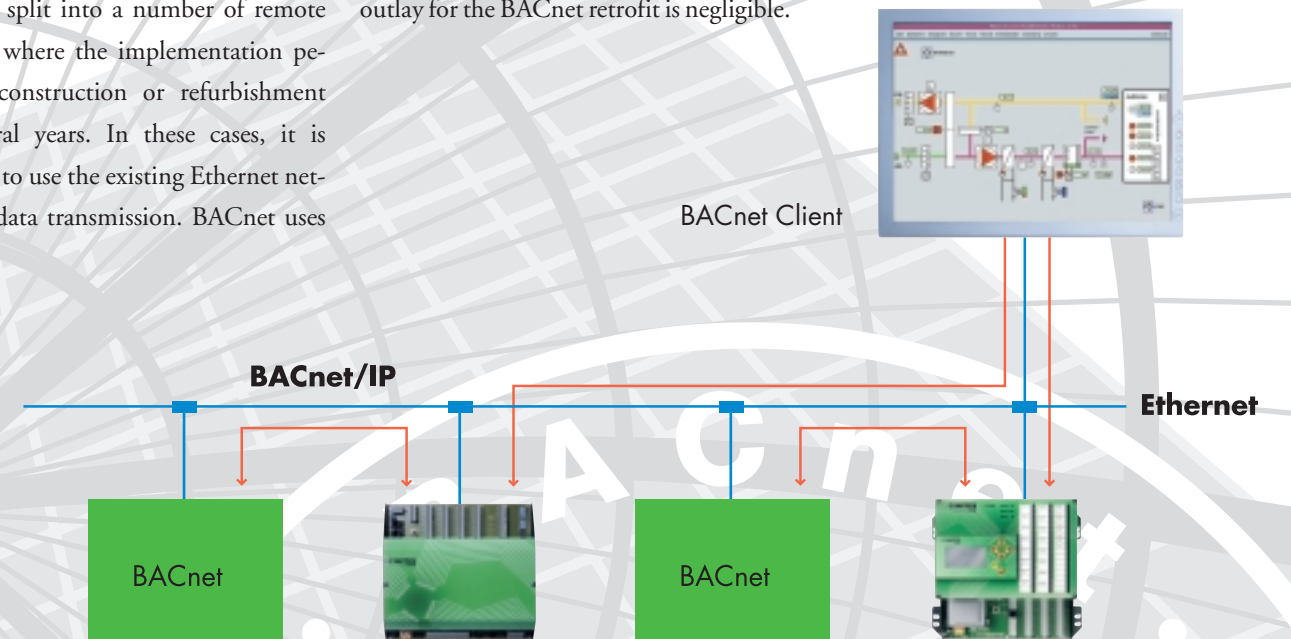 split into a number of remote
where the implementation pe-
construction or refurbishment
ral years. In these cases, it is
to use the existing Ethernet net-
data transmission. BACnet uses
outlay for the BACnet retrofit is negligible.
BACnet Client
BACnet/IP
Ethernet
ACnet
BACnet
BACnet